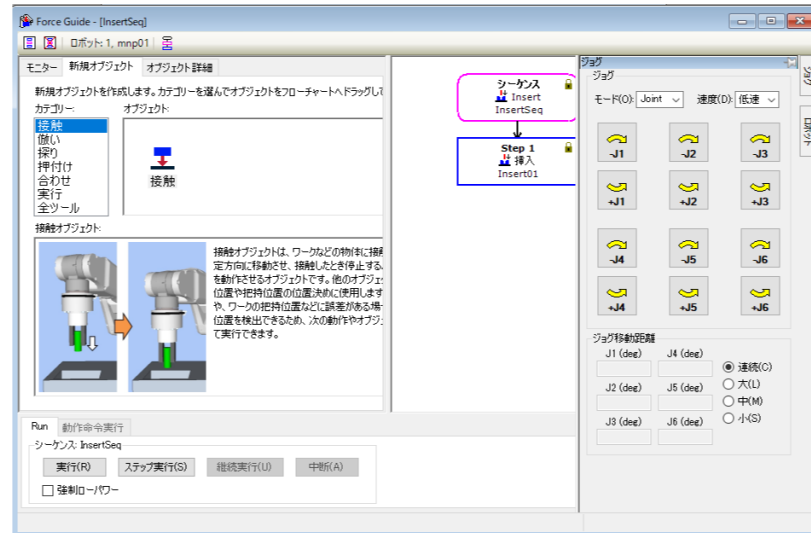 Force Guide - [InsertSeq]
ロボット: 1, mnp01
モニター 新規オブジェクト オブジェクト詳細
新規オブジェクトを作成します。カテゴリーを選んでオブジェクトをフローチャートへドラッグして
カテゴリー: オブジェクト:
接触
倣い
探り
押付け
合わせ
実行
全ツール
接触
接触オブジェクト:
接触オブジェクトは、ワークなどの物体に接触
定方向に移動させ、接触したとき停止する
を動作させるオブジェクトです。他のオブジェ
位置や把持位置の位置決めに使用します
や、ワークの把持位置などに誤差がある場
位置を検出できるため、次の動作やオブジ
て実行できます。
シーケンス
Insert
InsertSeq
Step 1
挿入
Insert01
Run 動作命令実行
シーケンス: InsertSeq
実行(R) ステップ実行(S) 継続実行(U) 中断(A)
強制ローパワー
ジョグ
ジョグ
モード(O): Joint 速度(D): 低速
-J1 -J2 -J3
+J1 +J2 +J3
-J4 -J5 -J6
+J4 +J5 +J6
ジョグ移動距離
J1 (deg) J4 (deg)
J2 (deg) J5 (deg)
J3 (deg) J6 (deg)
連続(C)
大(L)
中(M)
小(S)
ジョグ
ロボット